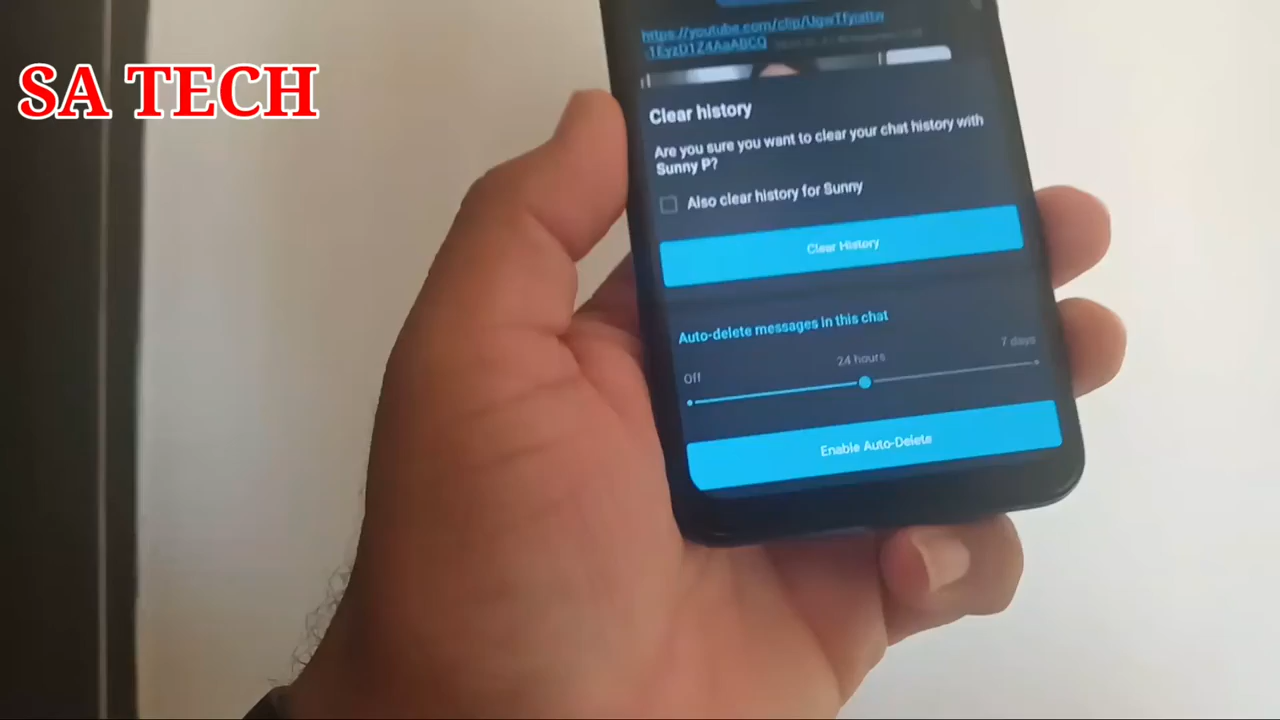 SA TECH
Clear history
Are you sure you want to clear your chat history with
Sunny P?
Also clear history for Sunny
Clear History
Auto-delete messages in this chat
Off
24 hours
7 days
Enable Auto-Delete